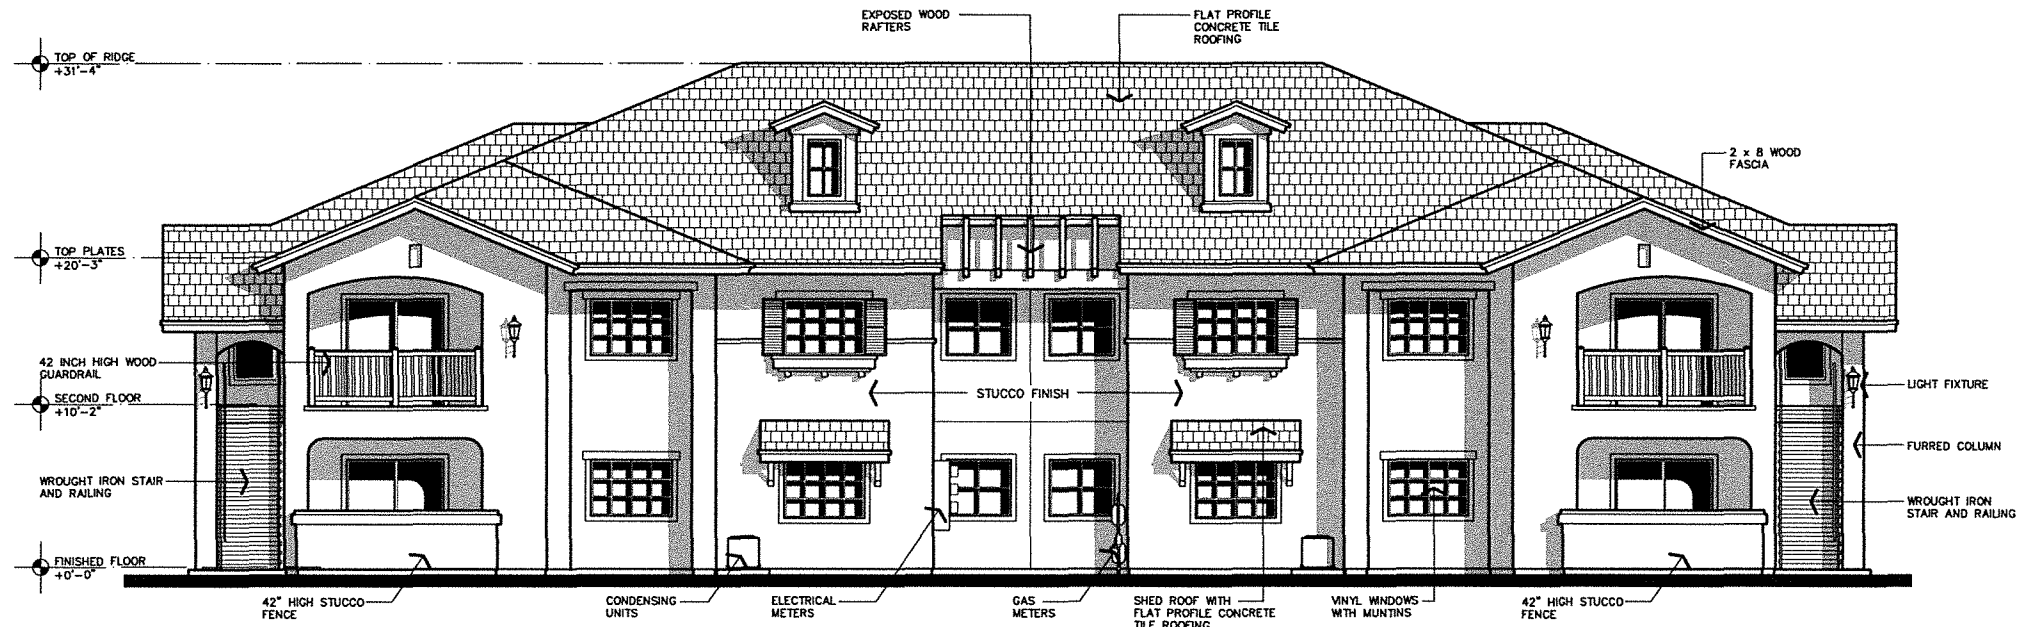 EXPOSED WOOD
RAFTERS
FLAT PROFILE
CONCRETE TILE
ROOFING
TOP OF RIDGE
+31'-4"
2 x 8 WOOD
FASCIA
TOP PLATES
+20'-3"
42 INCH HIGH WOOD
GUARDRAIL
SECOND FLOOR
+10'-2"
STUCCO FINISH
LIGHT FIXTURE
FURRED COLUMN
WROUGHT IRON STAIR
AND RAILING
WROUGHT IRON
STAIR AND RAILING
FINISHED FLOOR
+0'-0"
42" HIGH STUCCO
FENCE
CONDENSING
UNITS
ELECTRICAL
METERS
GAS
METERS
SHED ROOF WITH
FLAT PROFILE CONCRETE
TILE ROOFING
VINYL WINDOWS
WITH MUNTINS
42" HIGH STUCCO
FENCE